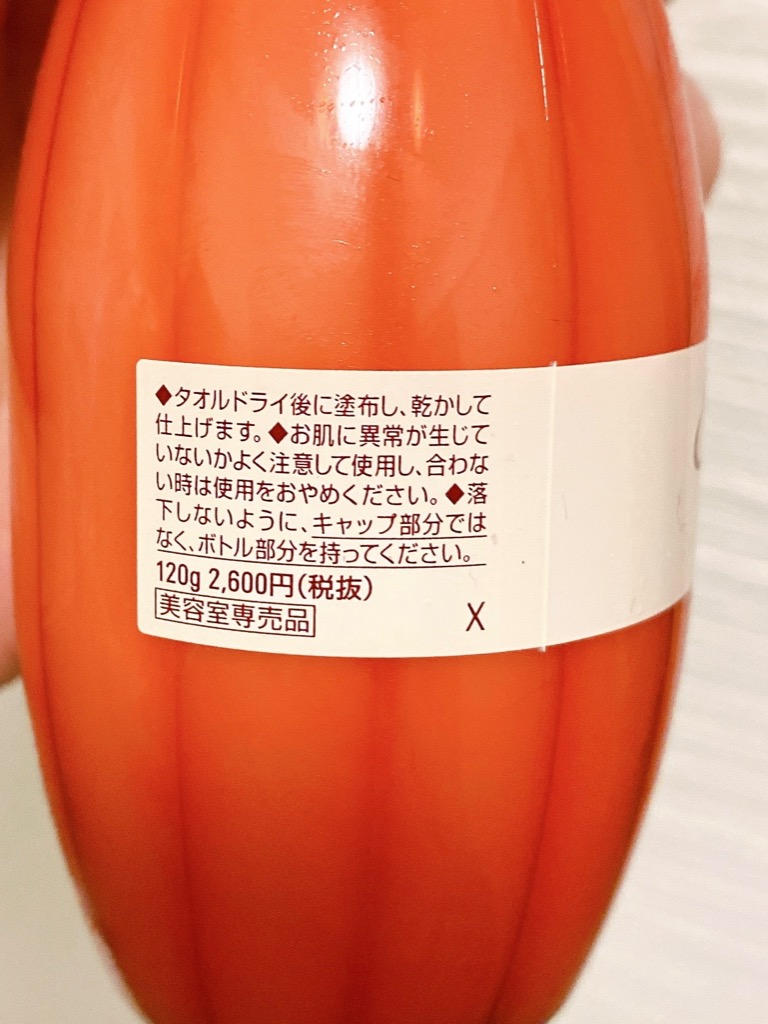 ◆タオルドライ後に塗布し、乾かして
仕上げます。◆お肌に異常が生じて
いないかよく注意して使用し、合わな
い時は使用をおやめください。◆落
下しないように、キャップ部分では
なく、ボトル部分を持ってください。
120g 2,600円(税抜)
美容室専売品 X